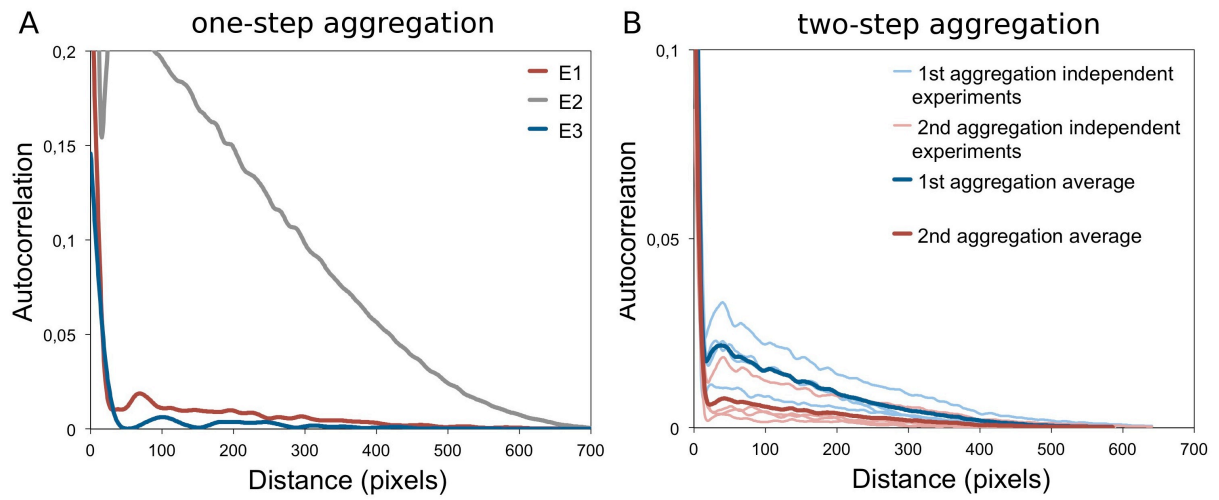 A
one-step aggregation
0,2
0,15
0,1
0,05
0
Autocorrelation
E1
E2
E3
0 100 200 300 400 500 600 700
Distance (pixels)
B
two-step aggregation
0,1
0,05
0
Autocorrelation
1st aggregation independent
experiments
2nd aggregation independent
experiments
1st aggregation average
2nd aggregation average
0 100 200 300 400 500 600 700
Distance (pixels)